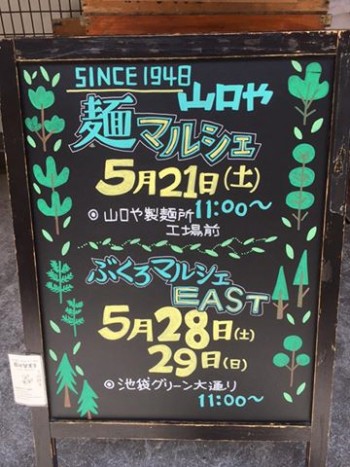 SINCE 1948
山口や
麺マルシェ
5月21日(土)
◎ 山口や製麺所 11:00～
工場前
ぶくろマルシェ
EAST
5月28日(土)
29日(日)
◎ 池袋グリーン大通り
11:00～